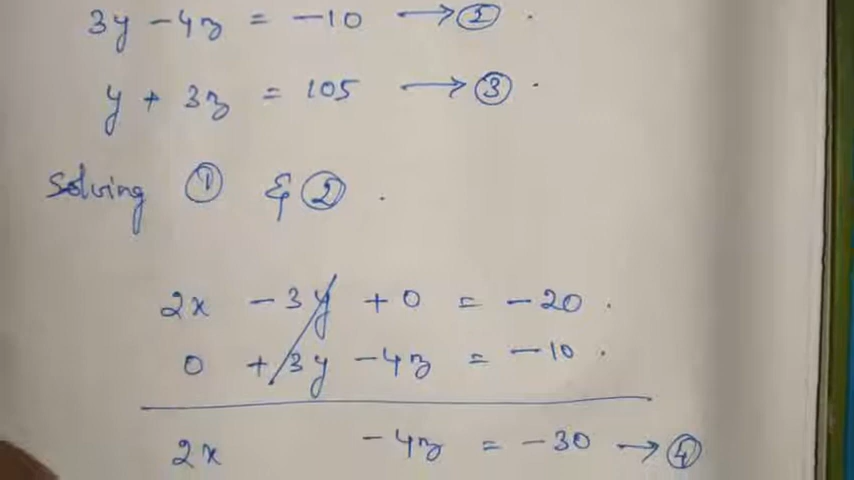 3y - 4z = -10 → ②.
y + 3z = 105 → ③.
Solving ① & ②.
2x - 3y + 0 = -20.
0 + 3y - 4z = -10.
2x - 4z = -30 → ④